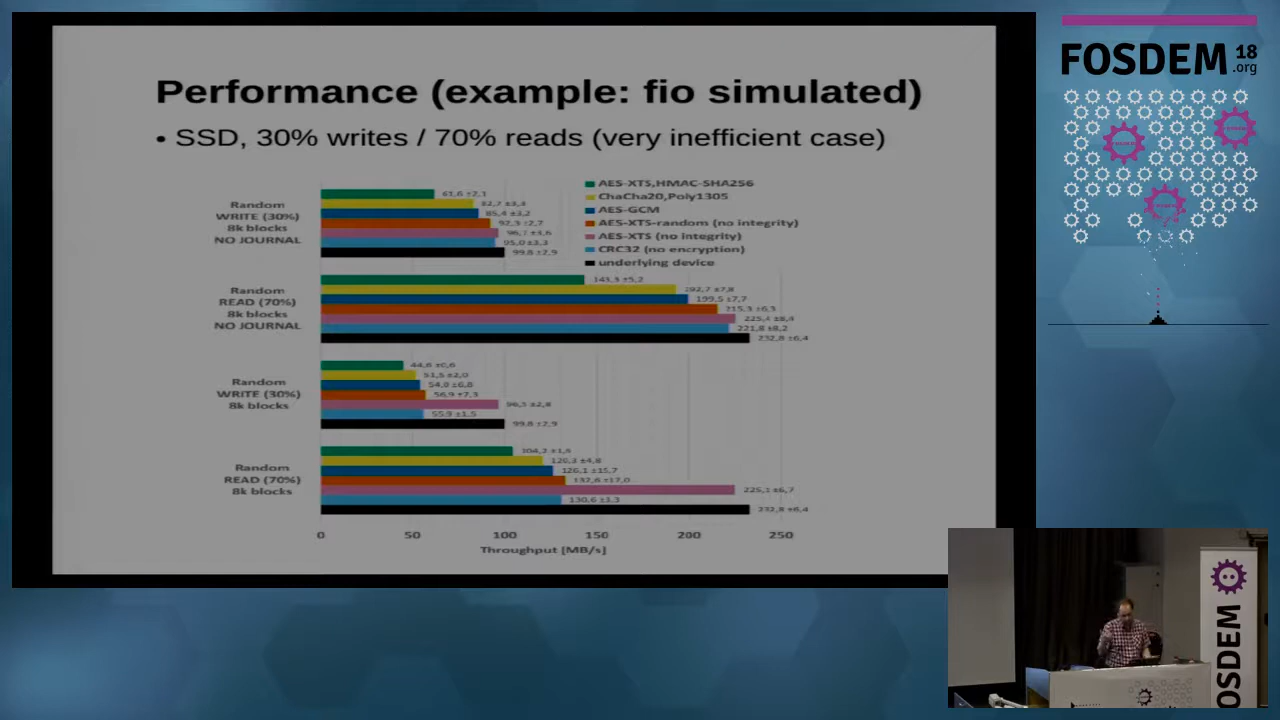 Performance (example: fio simulated)
• SSD, 30% writes / 70% reads (very inefficient case)
AES-XTS,HMAC-SHA256
ChaCha20,Poly1305
AES-GCM
AES-XTS-random (no integrity)
AES-XTS (no integrity)
CRC32 (no encryption)
underlying device
Random
WRITE (30%)
8k blocks
NO JOURNAL
61,6 ±2,1
82,7 ±3,4
85,4 ±3,2
92,3 ±2,7
96,1 ±3,6
95,0 ±3,3
99,8 ±2,9
Random
READ (70%)
8k blocks
NO JOURNAL
143,3 ±5,2
192,7 ±7,8
199,5 ±7,7
215,3 ±6,3
225,4 ±8,4
221,8 ±8,2
232,8 ±6,4
Random
WRITE (30%)
8k blocks
44,6 ±0,6
51,5 ±2,0
54,0 ±6,8
56,9 ±7,3
96,5 ±2,8
55,9 ±1,5
99,8 ±2,9
Random
READ (70%)
8k blocks
104,2 ±1,4
120,3 ±4,8
126,1 ±15,7
132,6 ±17,0
225,1 ±6,7
130,6 ±3,3
232,8 ±6,4
0 50 100 150 200 250
Throughput [MB/s]
FOSDEM 18
.org
FOSDEM